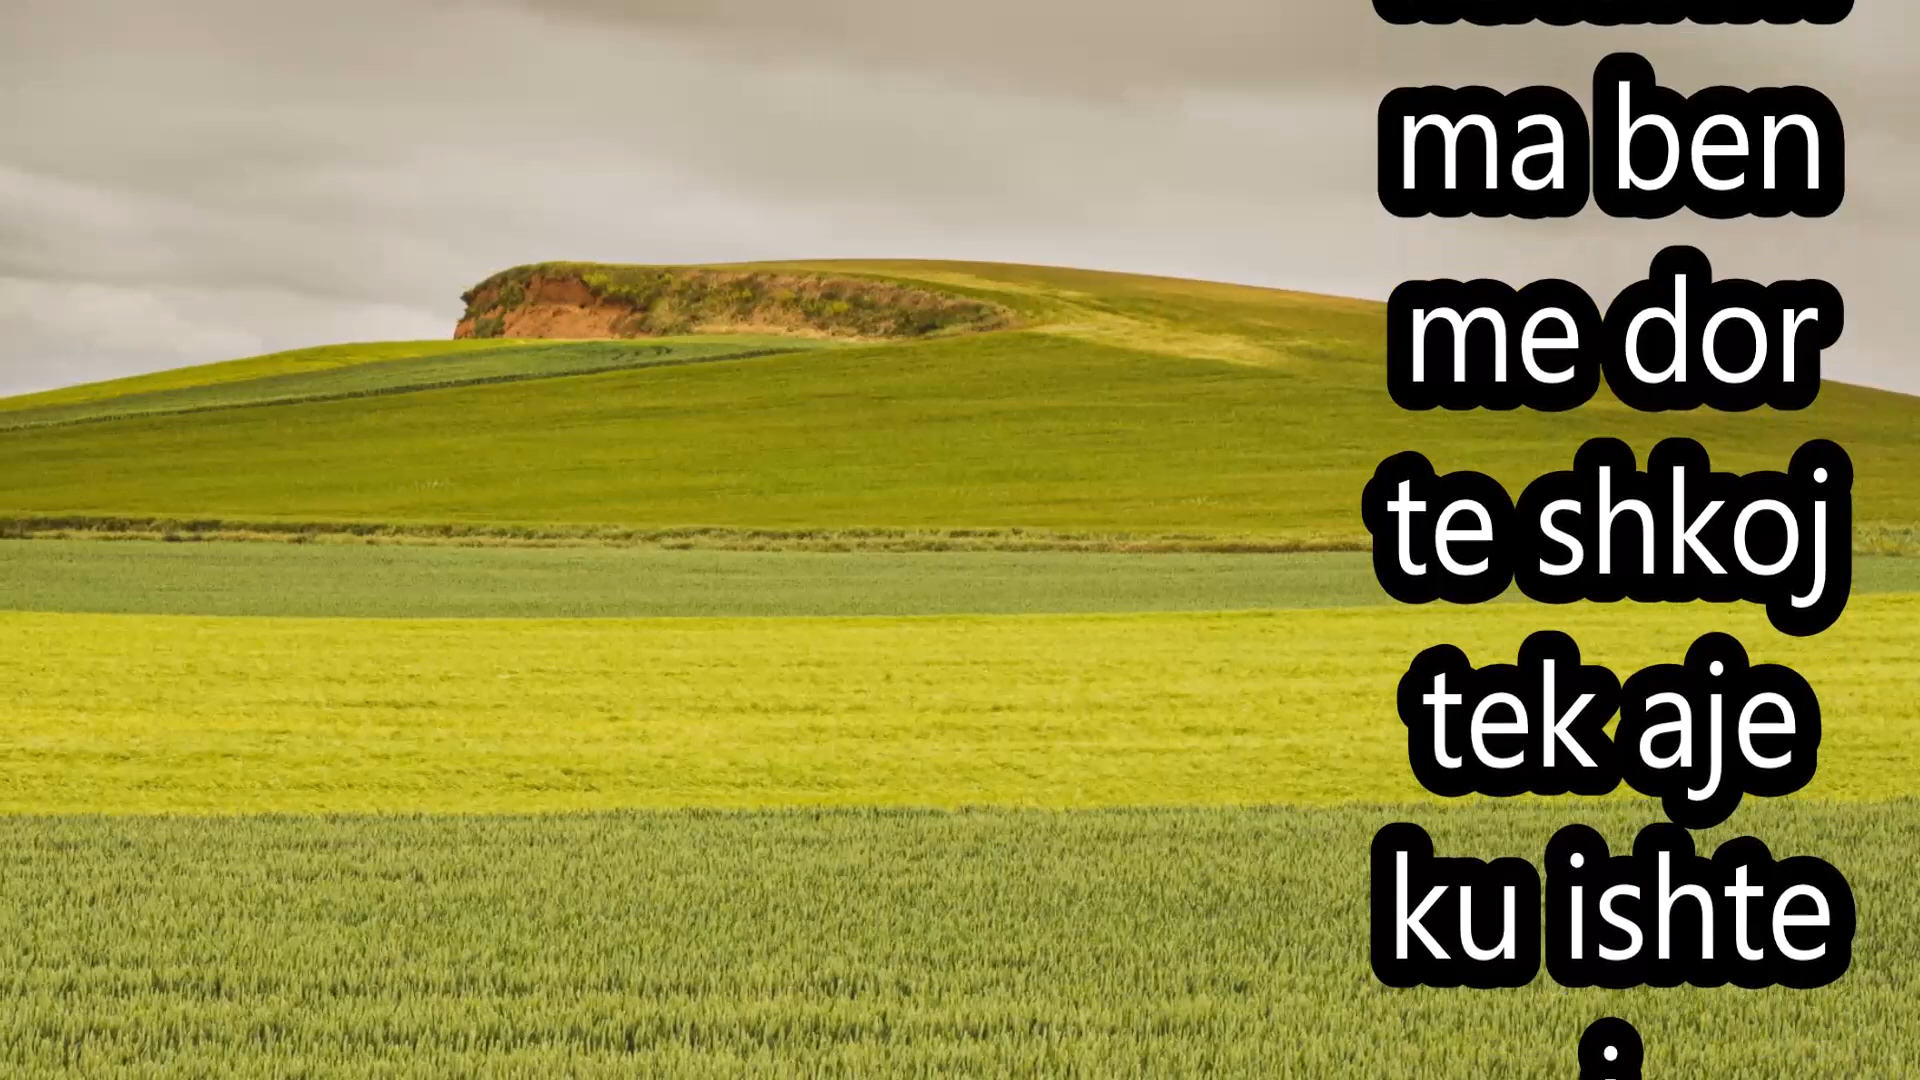 ma ben
me dor
te shkoj
tek aje
ku ishte